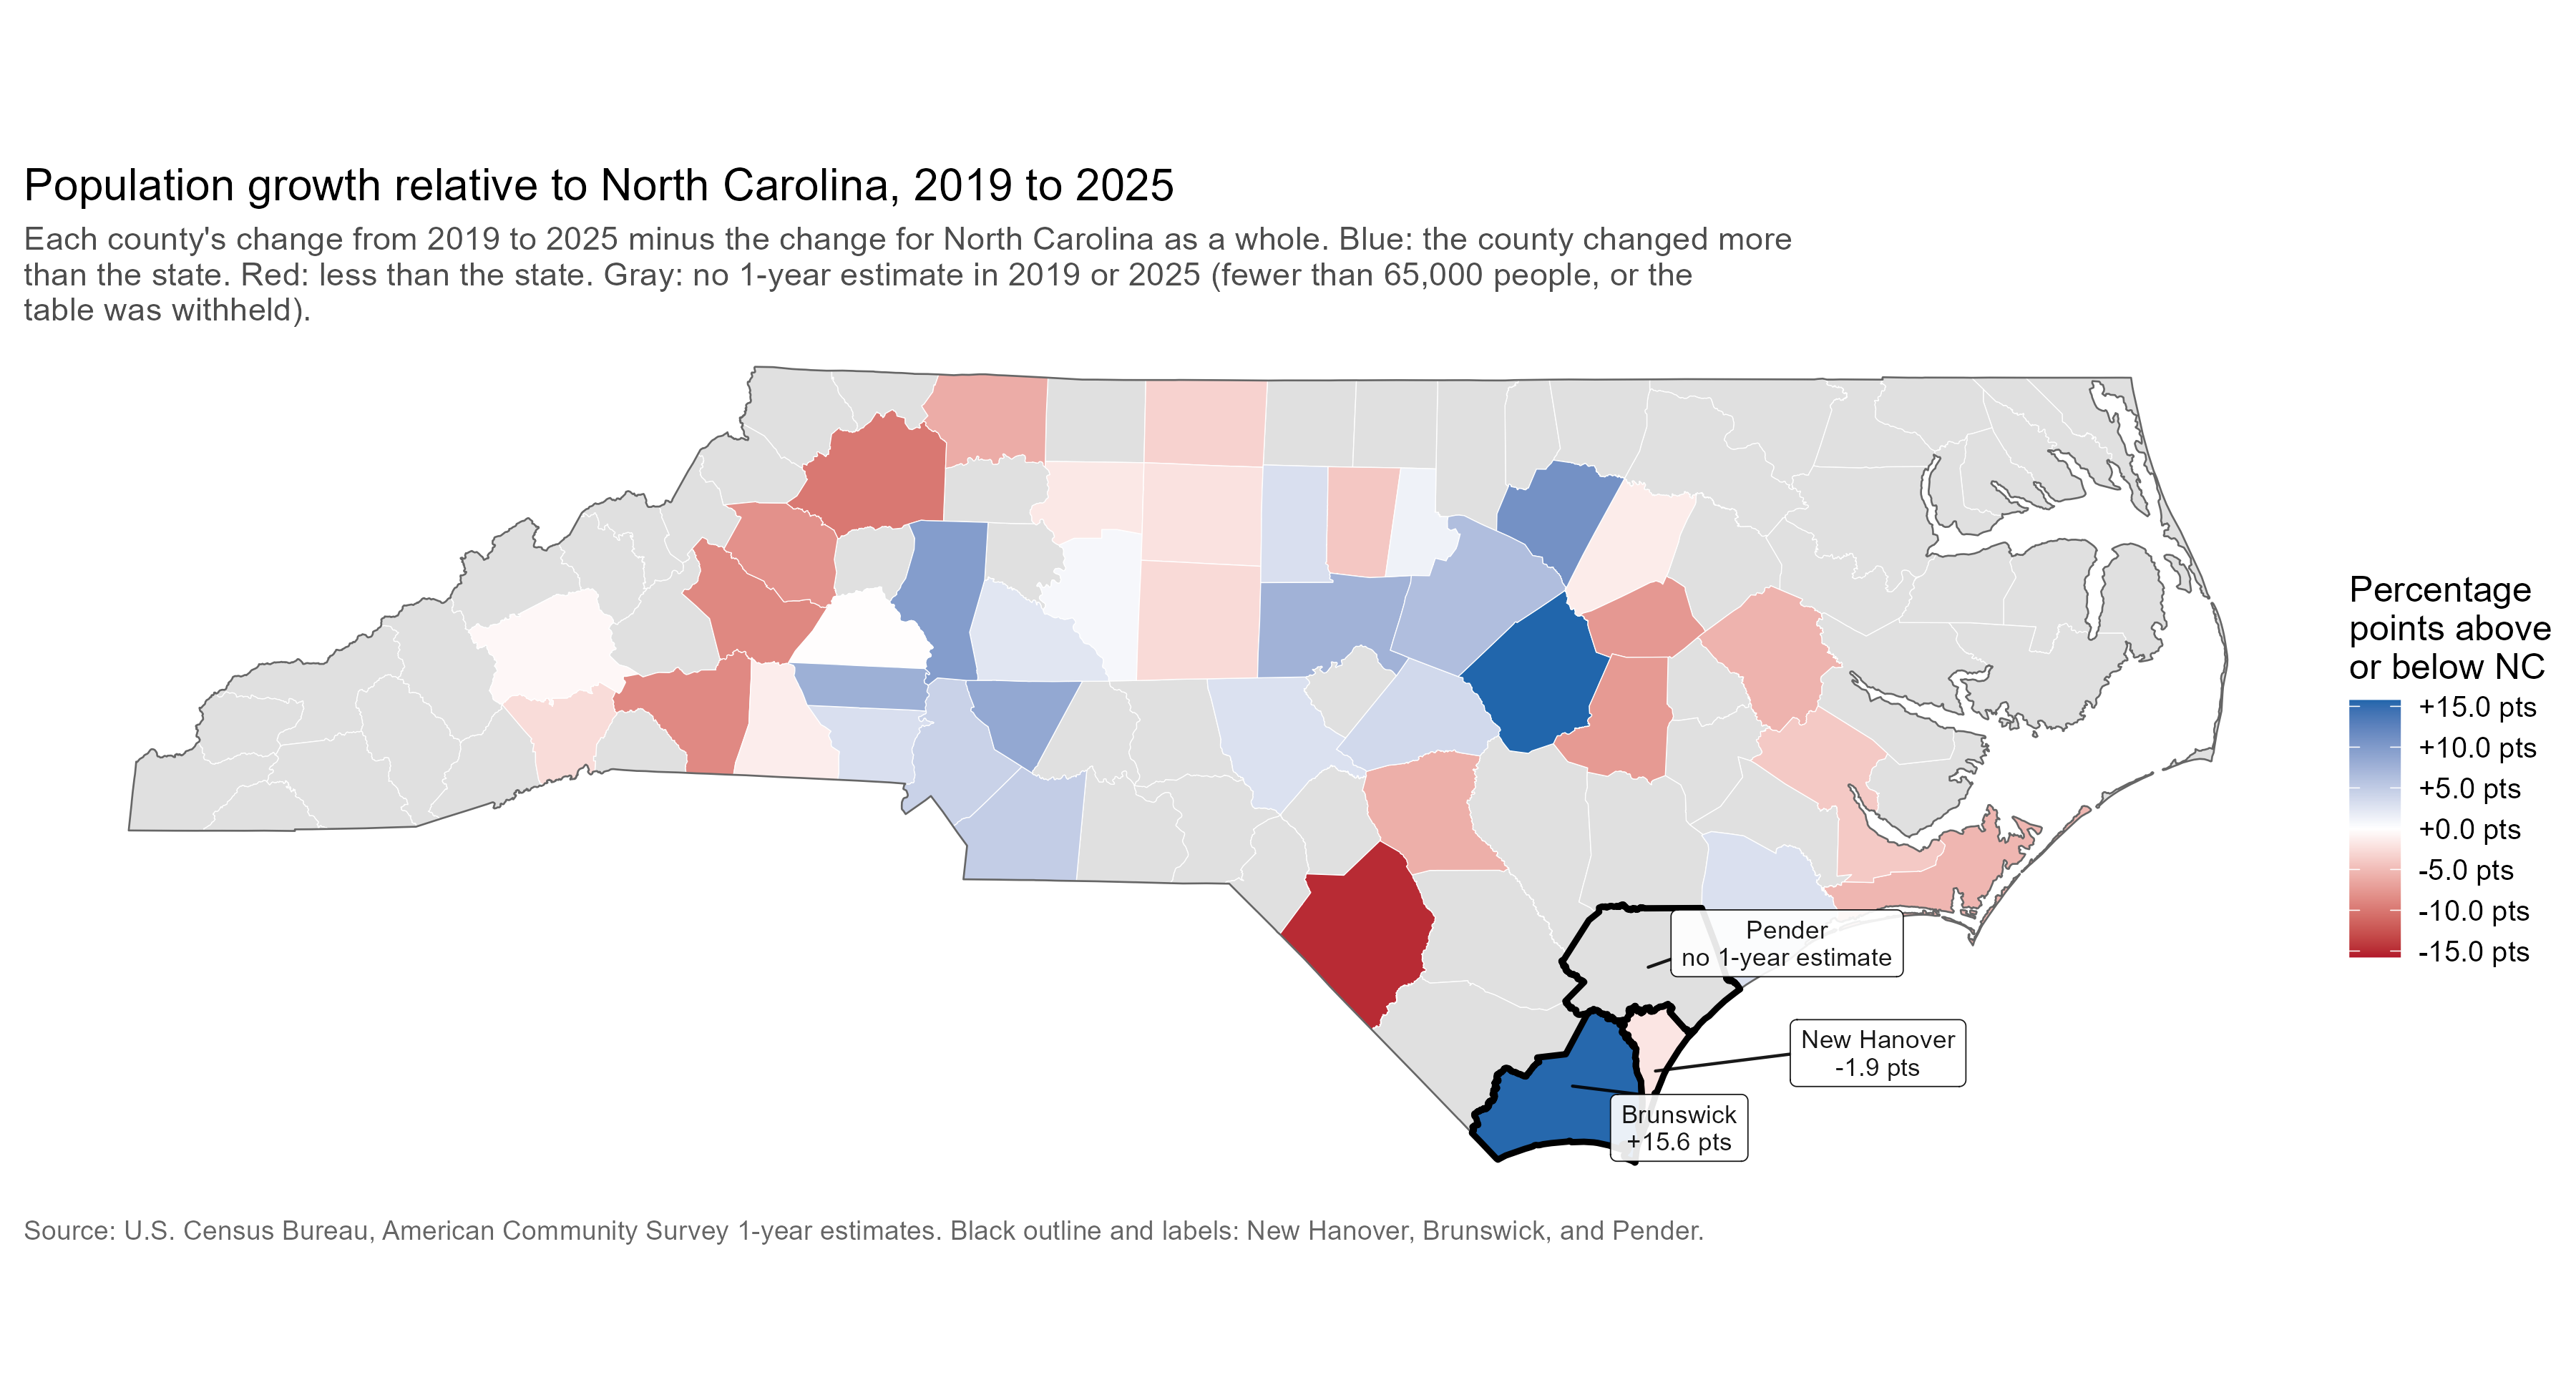 Population growth relative to North Carolina, 2019 to 2025
Each county's change from 2019 to 2025 minus the change for North Carolina as a whole. Blue: the county changed more
than the state. Red: less than the state. Gray: no 1-year estimate in 2019 or 2025 (fewer than 65,000 people, or the
table was withheld).
Percentage
points above
or below NC
+15.0 pts
+10.0 pts
+5.0 pts
+0.0 pts
-5.0 pts
-10.0 pts
-15.0 pts
Pender
no 1-year estimate
New Hanover
-1.9 pts
Brunswick
+15.6 pts
Source: U.S. Census Bureau, American Community Survey 1-year estimates. Black outline and labels: New Hanover, Brunswick, and Pender.